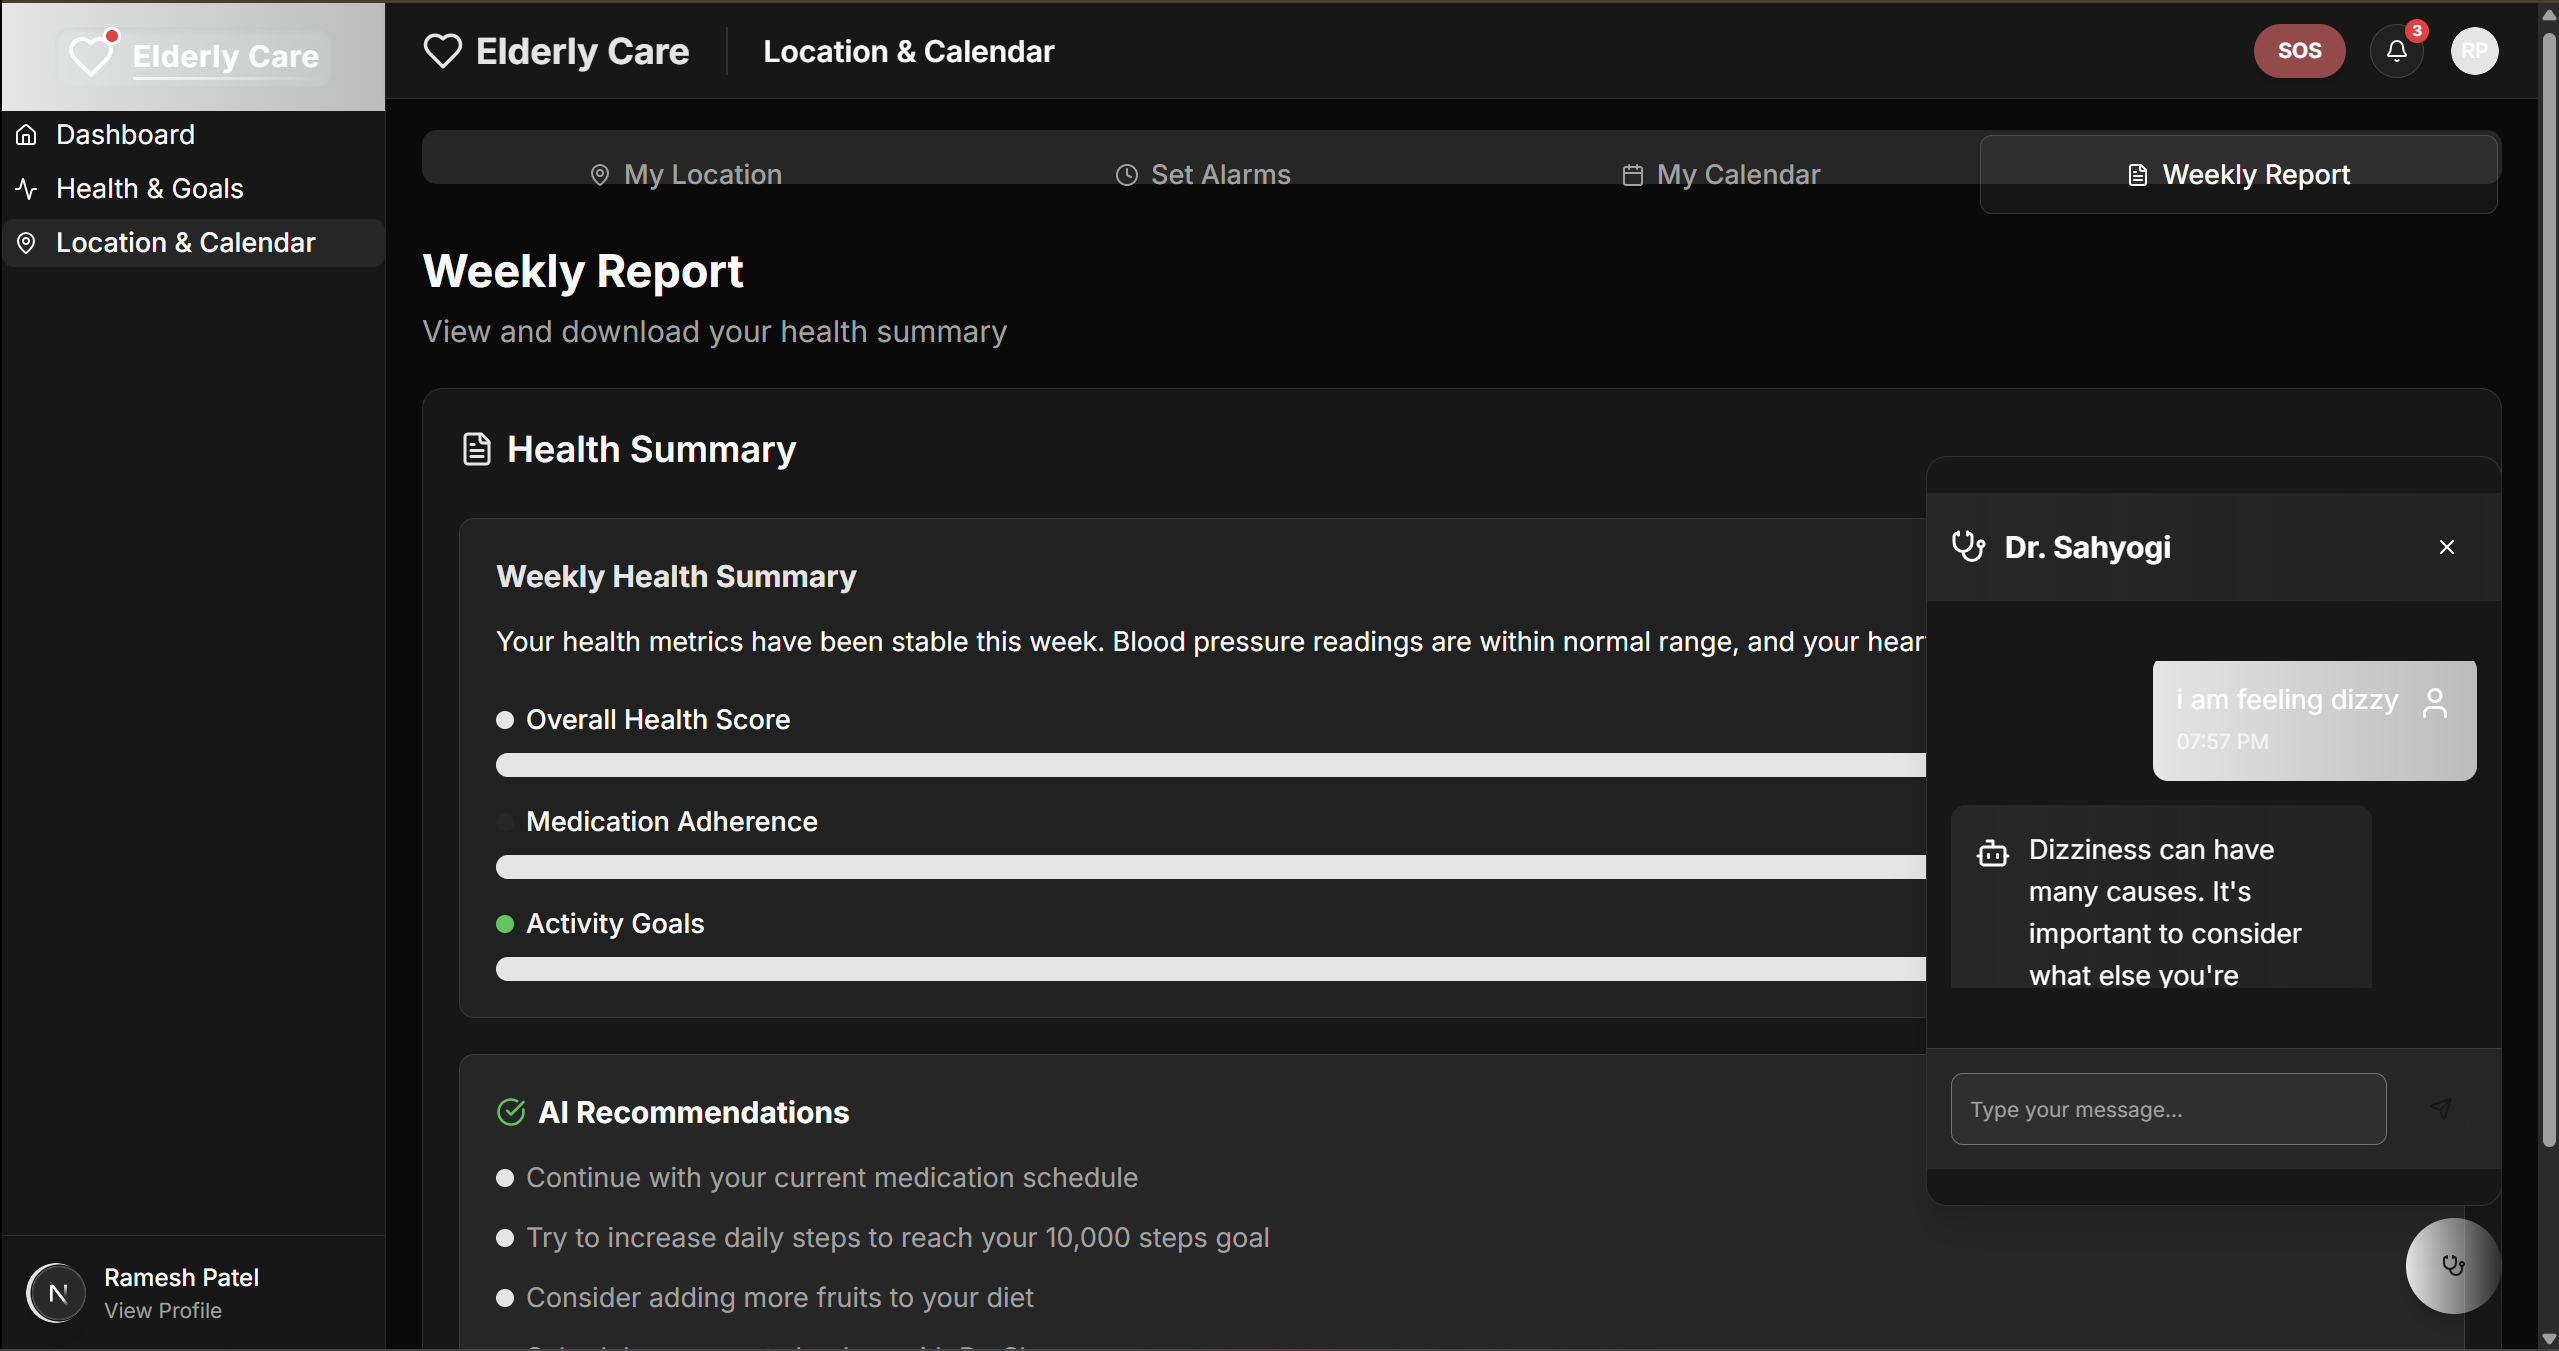 Elderly Care
Dashboard
Health & Goals
Location & Calendar
Ramesh Patel
View Profile
N
Elderly Care
Location & Calendar
SOS
3
RP
My Location
Set Alarms
My Calendar
Weekly Report
Weekly Report
View and download your health summary
Health Summary
Weekly Health Summary
Your health metrics have been stable this week. Blood pressure readings are within normal range, and your hear
Overall Health Score
Medication Adherence
Activity Goals
AI Recommendations
Continue with your current medication schedule
Try to increase daily steps to reach your 10,000 steps goal
Consider adding more fruits to your diet
Dr. Sahyogi
i am feeling dizzy
07:57 PM
Dizziness can have
many causes. It's
important to consider
what else you're
Type your message...